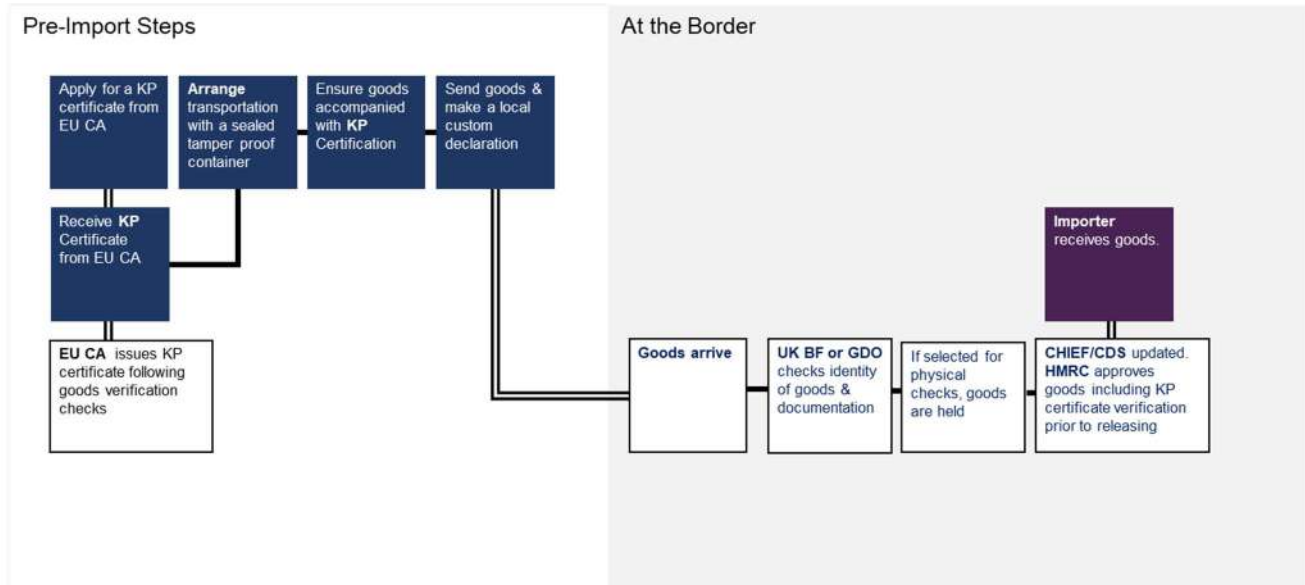 Pre-Import Steps
At the Border
Apply for a KP
certificate from
EU CA
Arrange
transportation
with a sealed
tamper proof
container
Ensure goods
accompanied
with KP
Certification
Send goods &
make a local
custom
declaration
Receive KP
Certificate
from EU CA
Importer
receives goods.
EU CA issues KP
certificate following
goods verification
checks
Goods arrive
UK BF or GDO
checks identity
of goods &
documentation
If selected for
physical
checks, goods
are held
CHIEF/CDS updated.
HMRC approves
goods including KP
certificate verification
prior to releasing